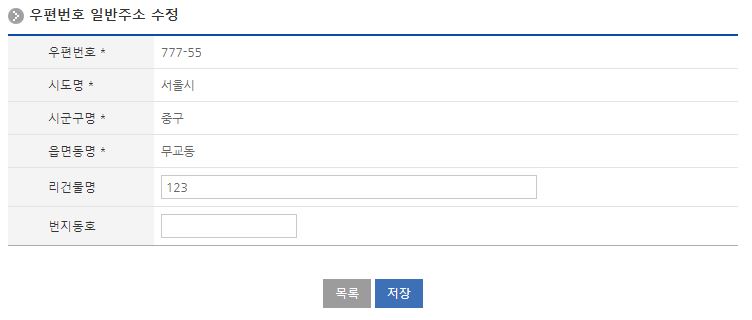 우편번호 일반주소 수정
우편번호 * 777-55
시도명 * 서울시
시군구명 * 중구
읍면동명 * 무교동
리건물명 123
번지동호
목록 저장